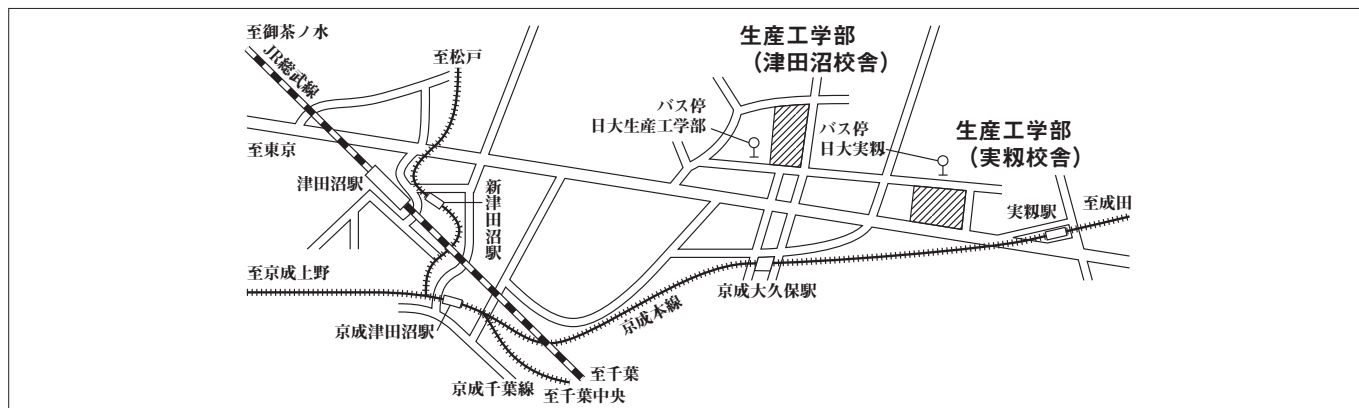 至御茶ノ水
JR総武線
至松戸
生産工学部
（津田沼校舎）
バス停
日大生産工学部
バス停
日大実籾
生産工学部
（実籾校舎）
至東京
津田沼駅
新津田沼駅
実籾駅
至成田
至京成上野
京成大久保駅
京成津田沼駅
京成本線
至千葉
京成千葉線
至千葉中央